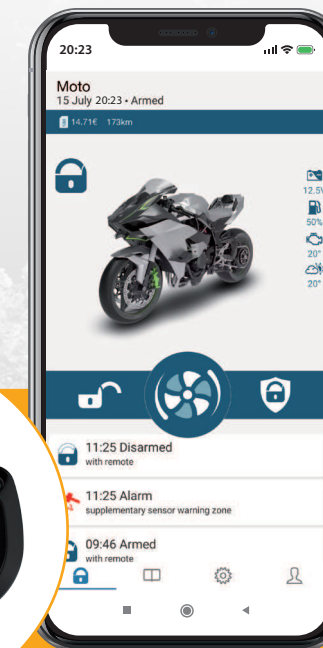 20:23
Moto
15 July 20:23 • Armed
14.71€ 173km
12.5V
50%
20°
20°
11:25 Disarmed
with remote
11:25 Alarm
supplementary sensor warning zone
09:46 Armed
with remote